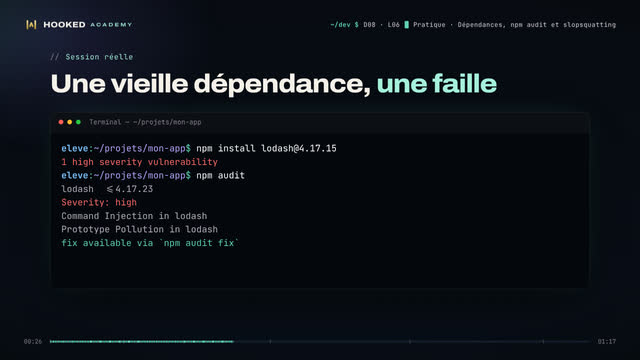 HOOKED ACADEMY
~/dev $ D08 · L06 Pratique · Dépendances, npm audit et slopsquatting
// Session réelle
Une vieille dépendance, une faille
Terminal — ~/projets/mon-app
eleve:~/projets/mon-app$ npm install lodash@4.17.15
1 high severity vulnerability
eleve:~/projets/mon-app$ npm audit
lodash  <=4.17.23
Severity: high
Command Injection in lodash
Prototype Pollution in lodash
fix available via `npm audit fix`
00:26
01:17